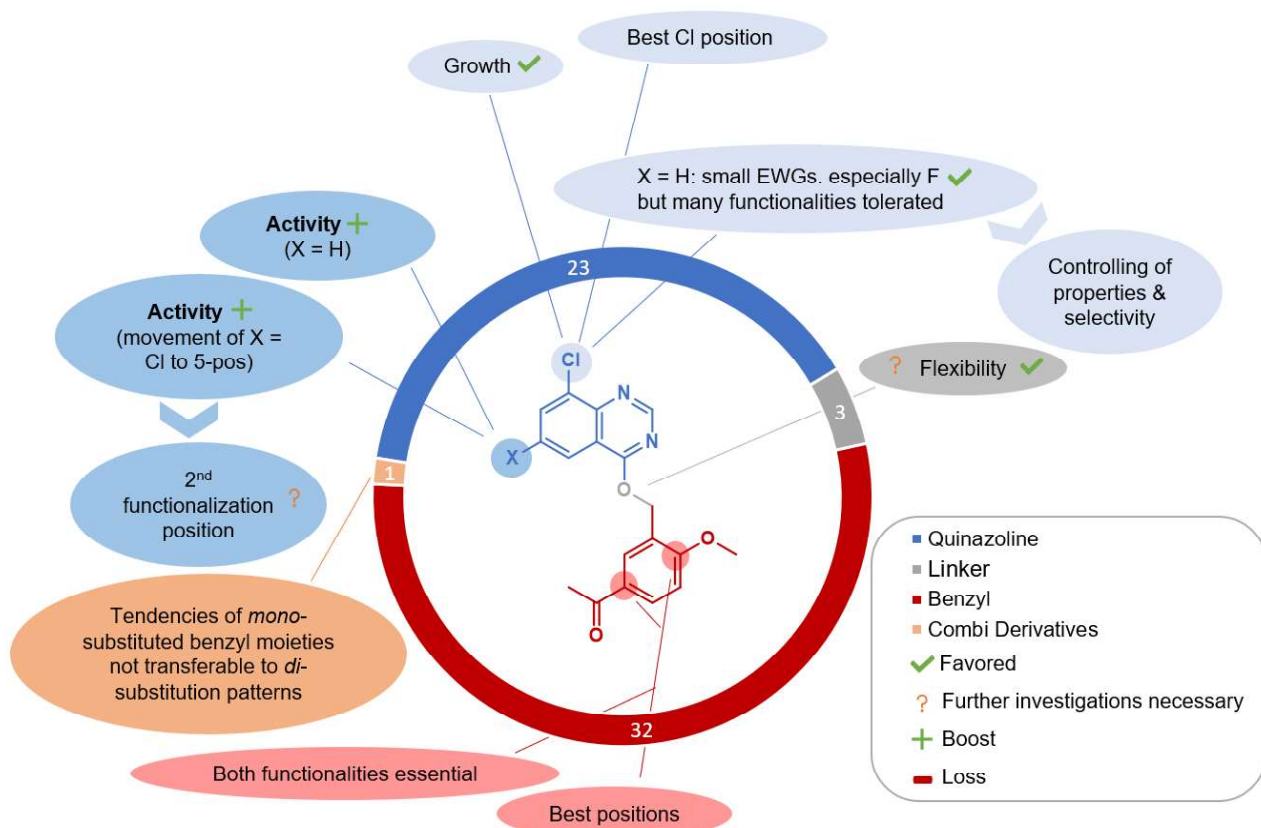 Best Cl position
Growth
X = H: small EWGs. especially F
but many functionalities tolerated
Activity
(X = H)
23
Controlling of
properties &
selectivity
Activity
(movement of X =
Cl to 5-pos)
Cl
? Flexibility
N
N
3
X
O
1
2nd
functionalization
position
?
O
O
Quinazoline
Linker
Benzyl
Combi Derivatives
Favored
? Further investigations necessary
Boost
Loss
Tendencies of mono-
substituted benzyl moieties
not transferable to di-
substitution patterns
32
Both functionalities essential
Best positions